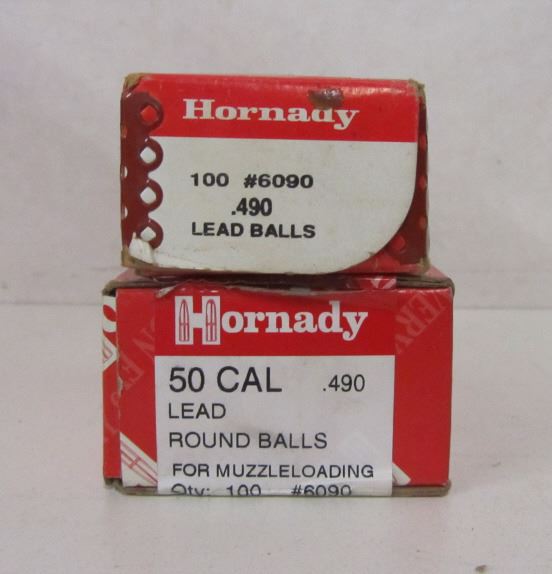 Hornady
100 #6090
.490
LEAD BALLS
Hornady
50 CAL .490
LEAD
ROUND BALLS
FOR MUZZLELOADING
Qty: 100 #6090